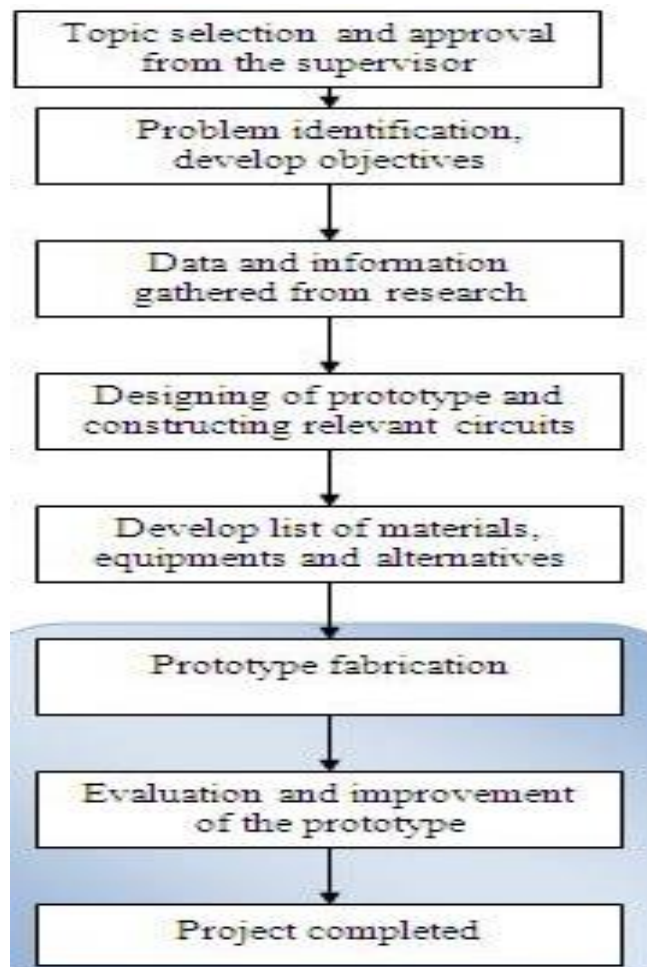 Topic selection and approval
from the supervisor
Problem identification,
develop objectives
Data and information
gathered from research
Designing of prototype and
constructing relevant circuits
Develop list of materials,
equipments and alternatives
Prototype fabrication
Evaluation and improvement
of the prototype
Project completed